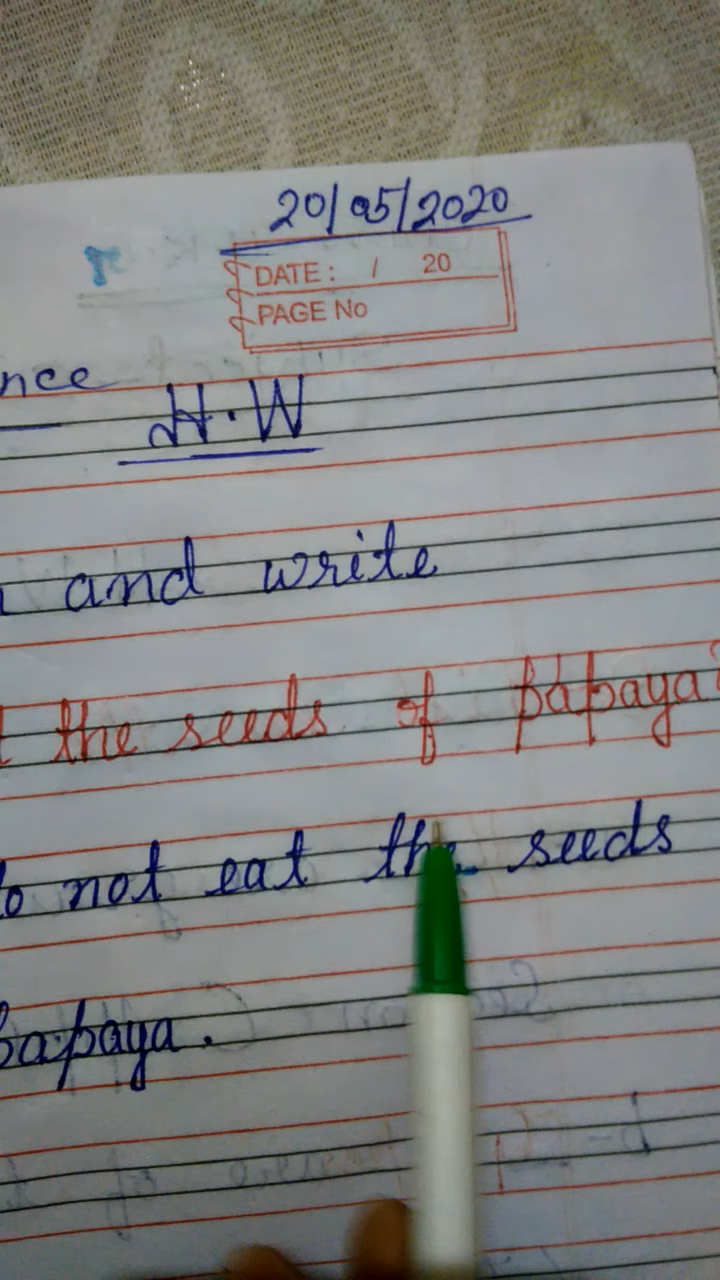 20/05/2020
DATE : / 20
PAGE No
nce
H.W
and write
the seeds of papaya?
do not eat the seeds
papaya.